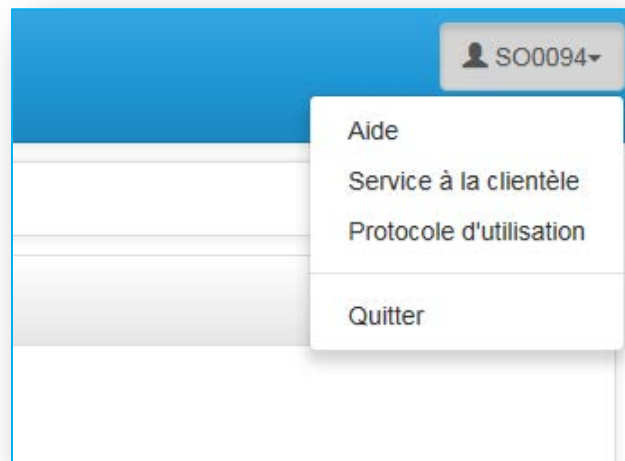 SO0094
Aide
Service à la clientèle
Protocole d'utilisation
Quitter